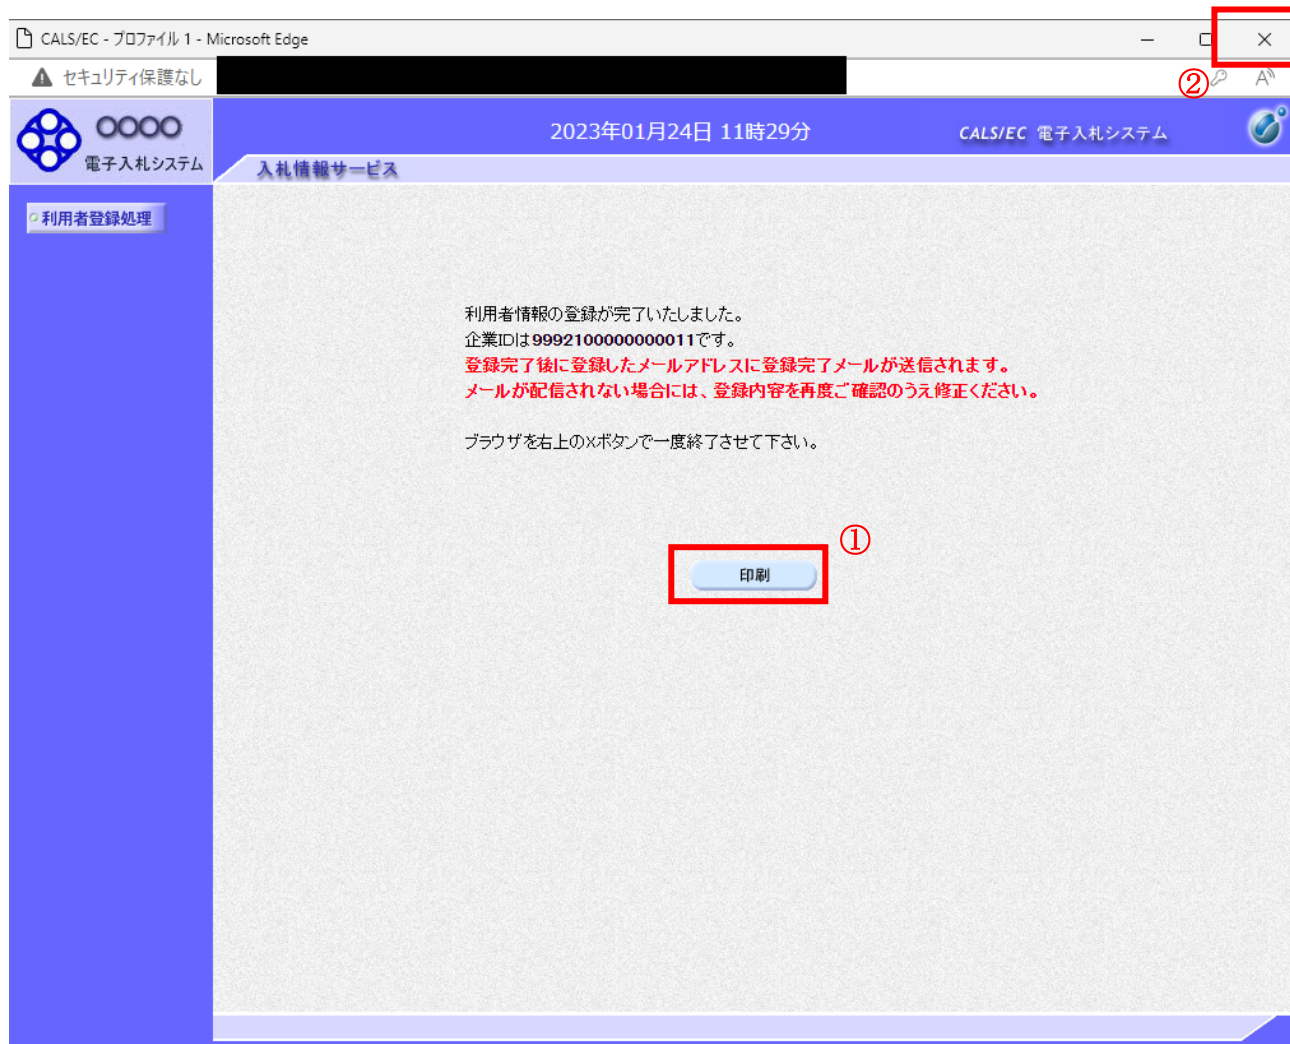 CALS/EC - プロファイル 1 - Microsoft Edge
②
セキュリティ保護なし
〇〇〇〇
電子入札システム
2023年01月24日 11時29分
CALS/EC 電子入札システム
入札情報サービス
利用者登録処理
利用者情報の登録が完了いたしました。
企業IDは9992100000000011です。
登録完了後に登録したメールアドレスに登録完了メールが送信されます。
メールが配信されない場合には、登録内容を再度ご確認のうえ修正ください。
ブラウザを右上の×ボタンで一度終了させて下さい。
①
印刷